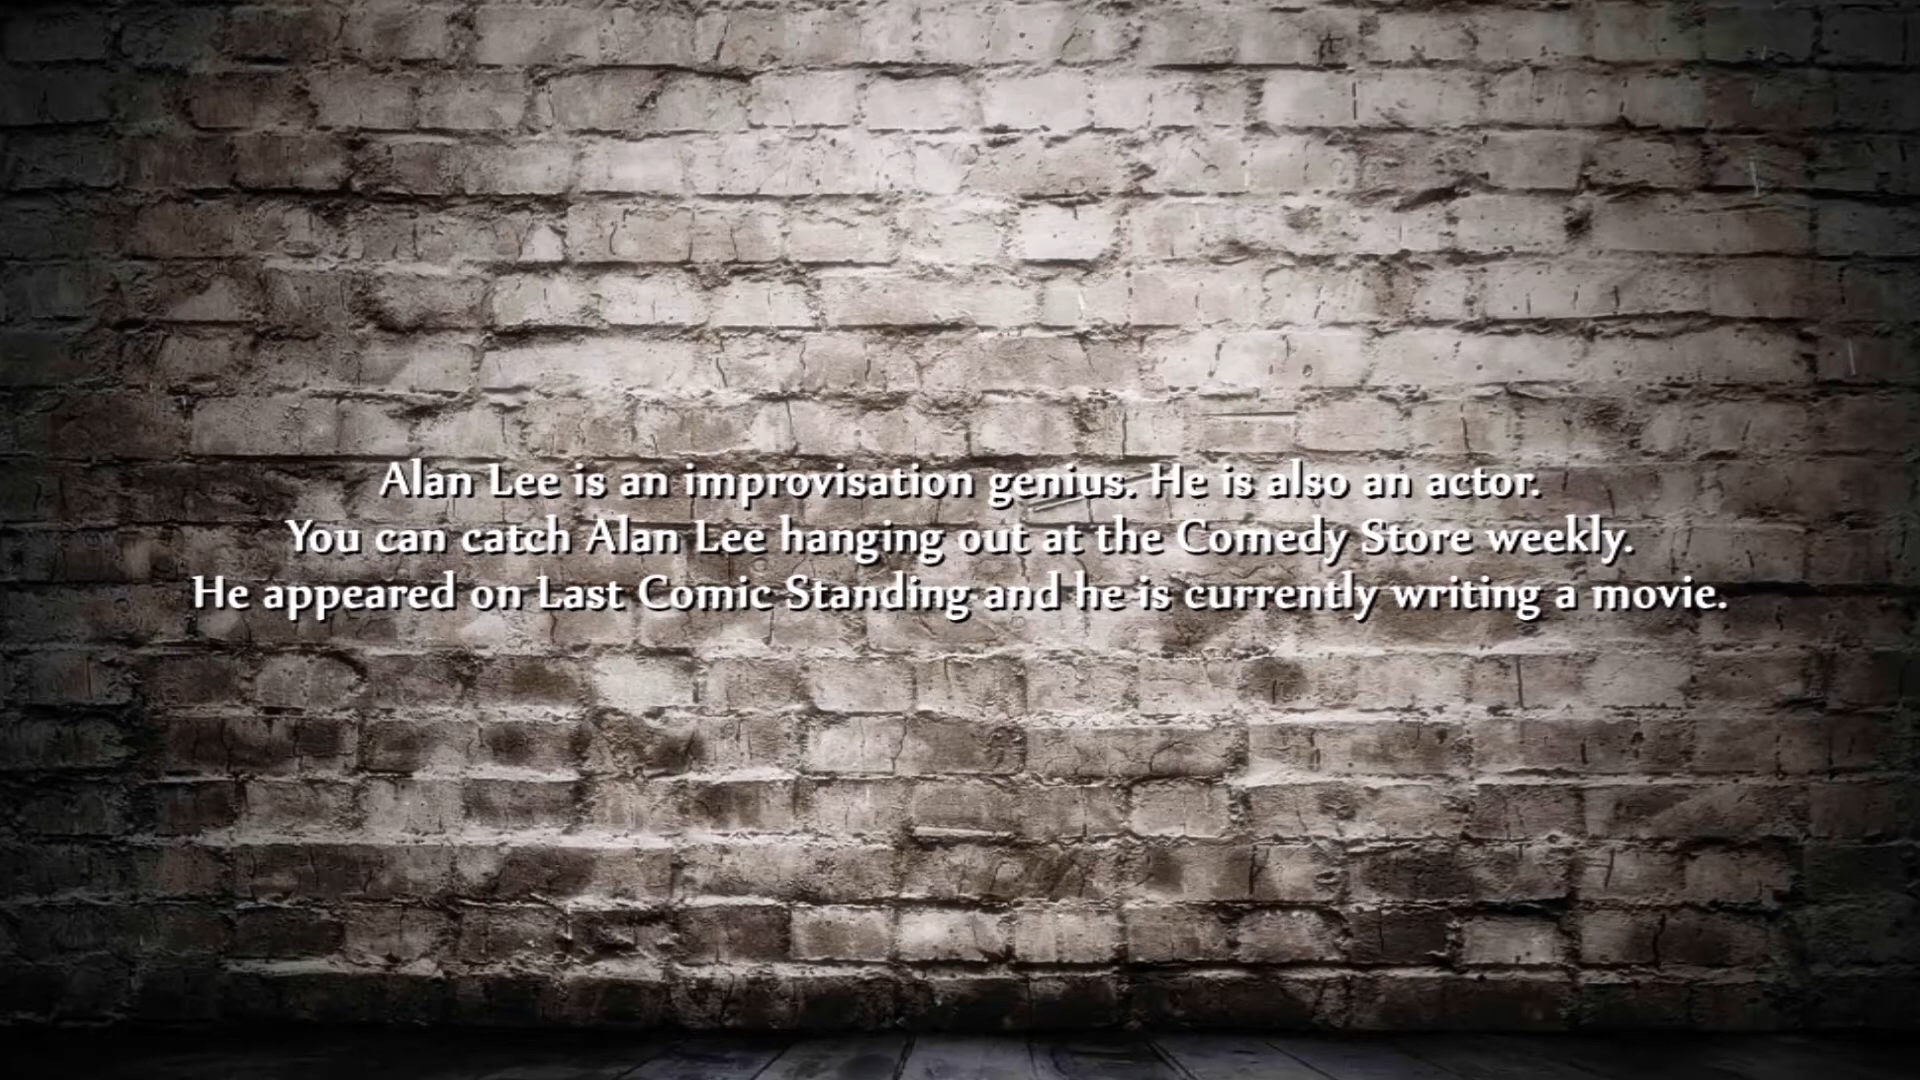 Alan Lee is an improvisation genius. He is also an actor.
You can catch Alan Lee hanging out at the Comedy Store weekly.
He appeared on Last Comic Standing and he is currently writing a movie.